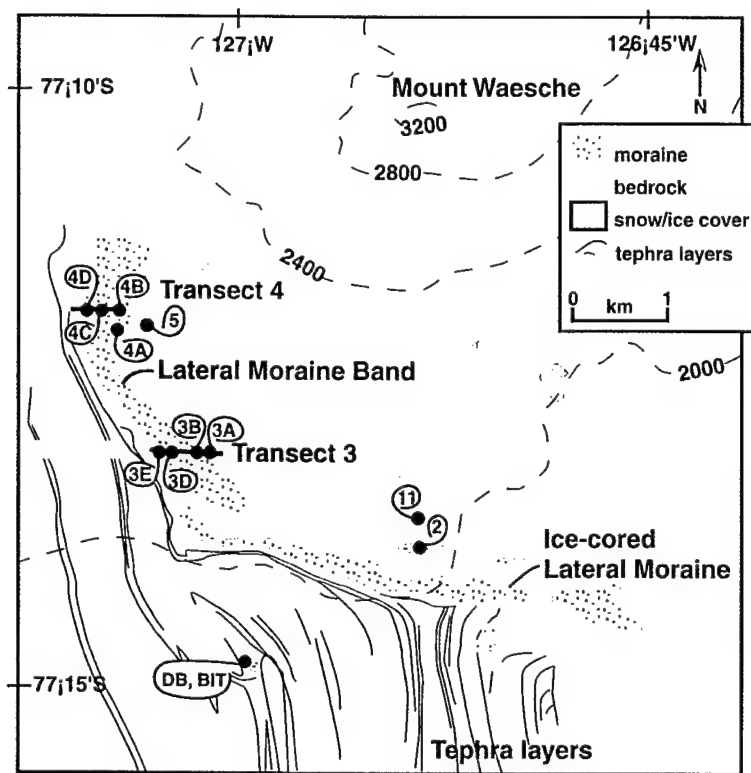 127¡W
126¡45'W
77¡10'S
Mount Waesche
3200
N
2800
moraine
bedrock
snow/ice cover
tephra layers
0 km 1
2400
4D
4B
Transect 4
4C
4A
5
Lateral Moraine Band
2000
3B
3A
Transect 3
3E
3D
11
2
Ice-cored
Lateral Moraine
DB, BIT
77¡15'S
Tephra layers